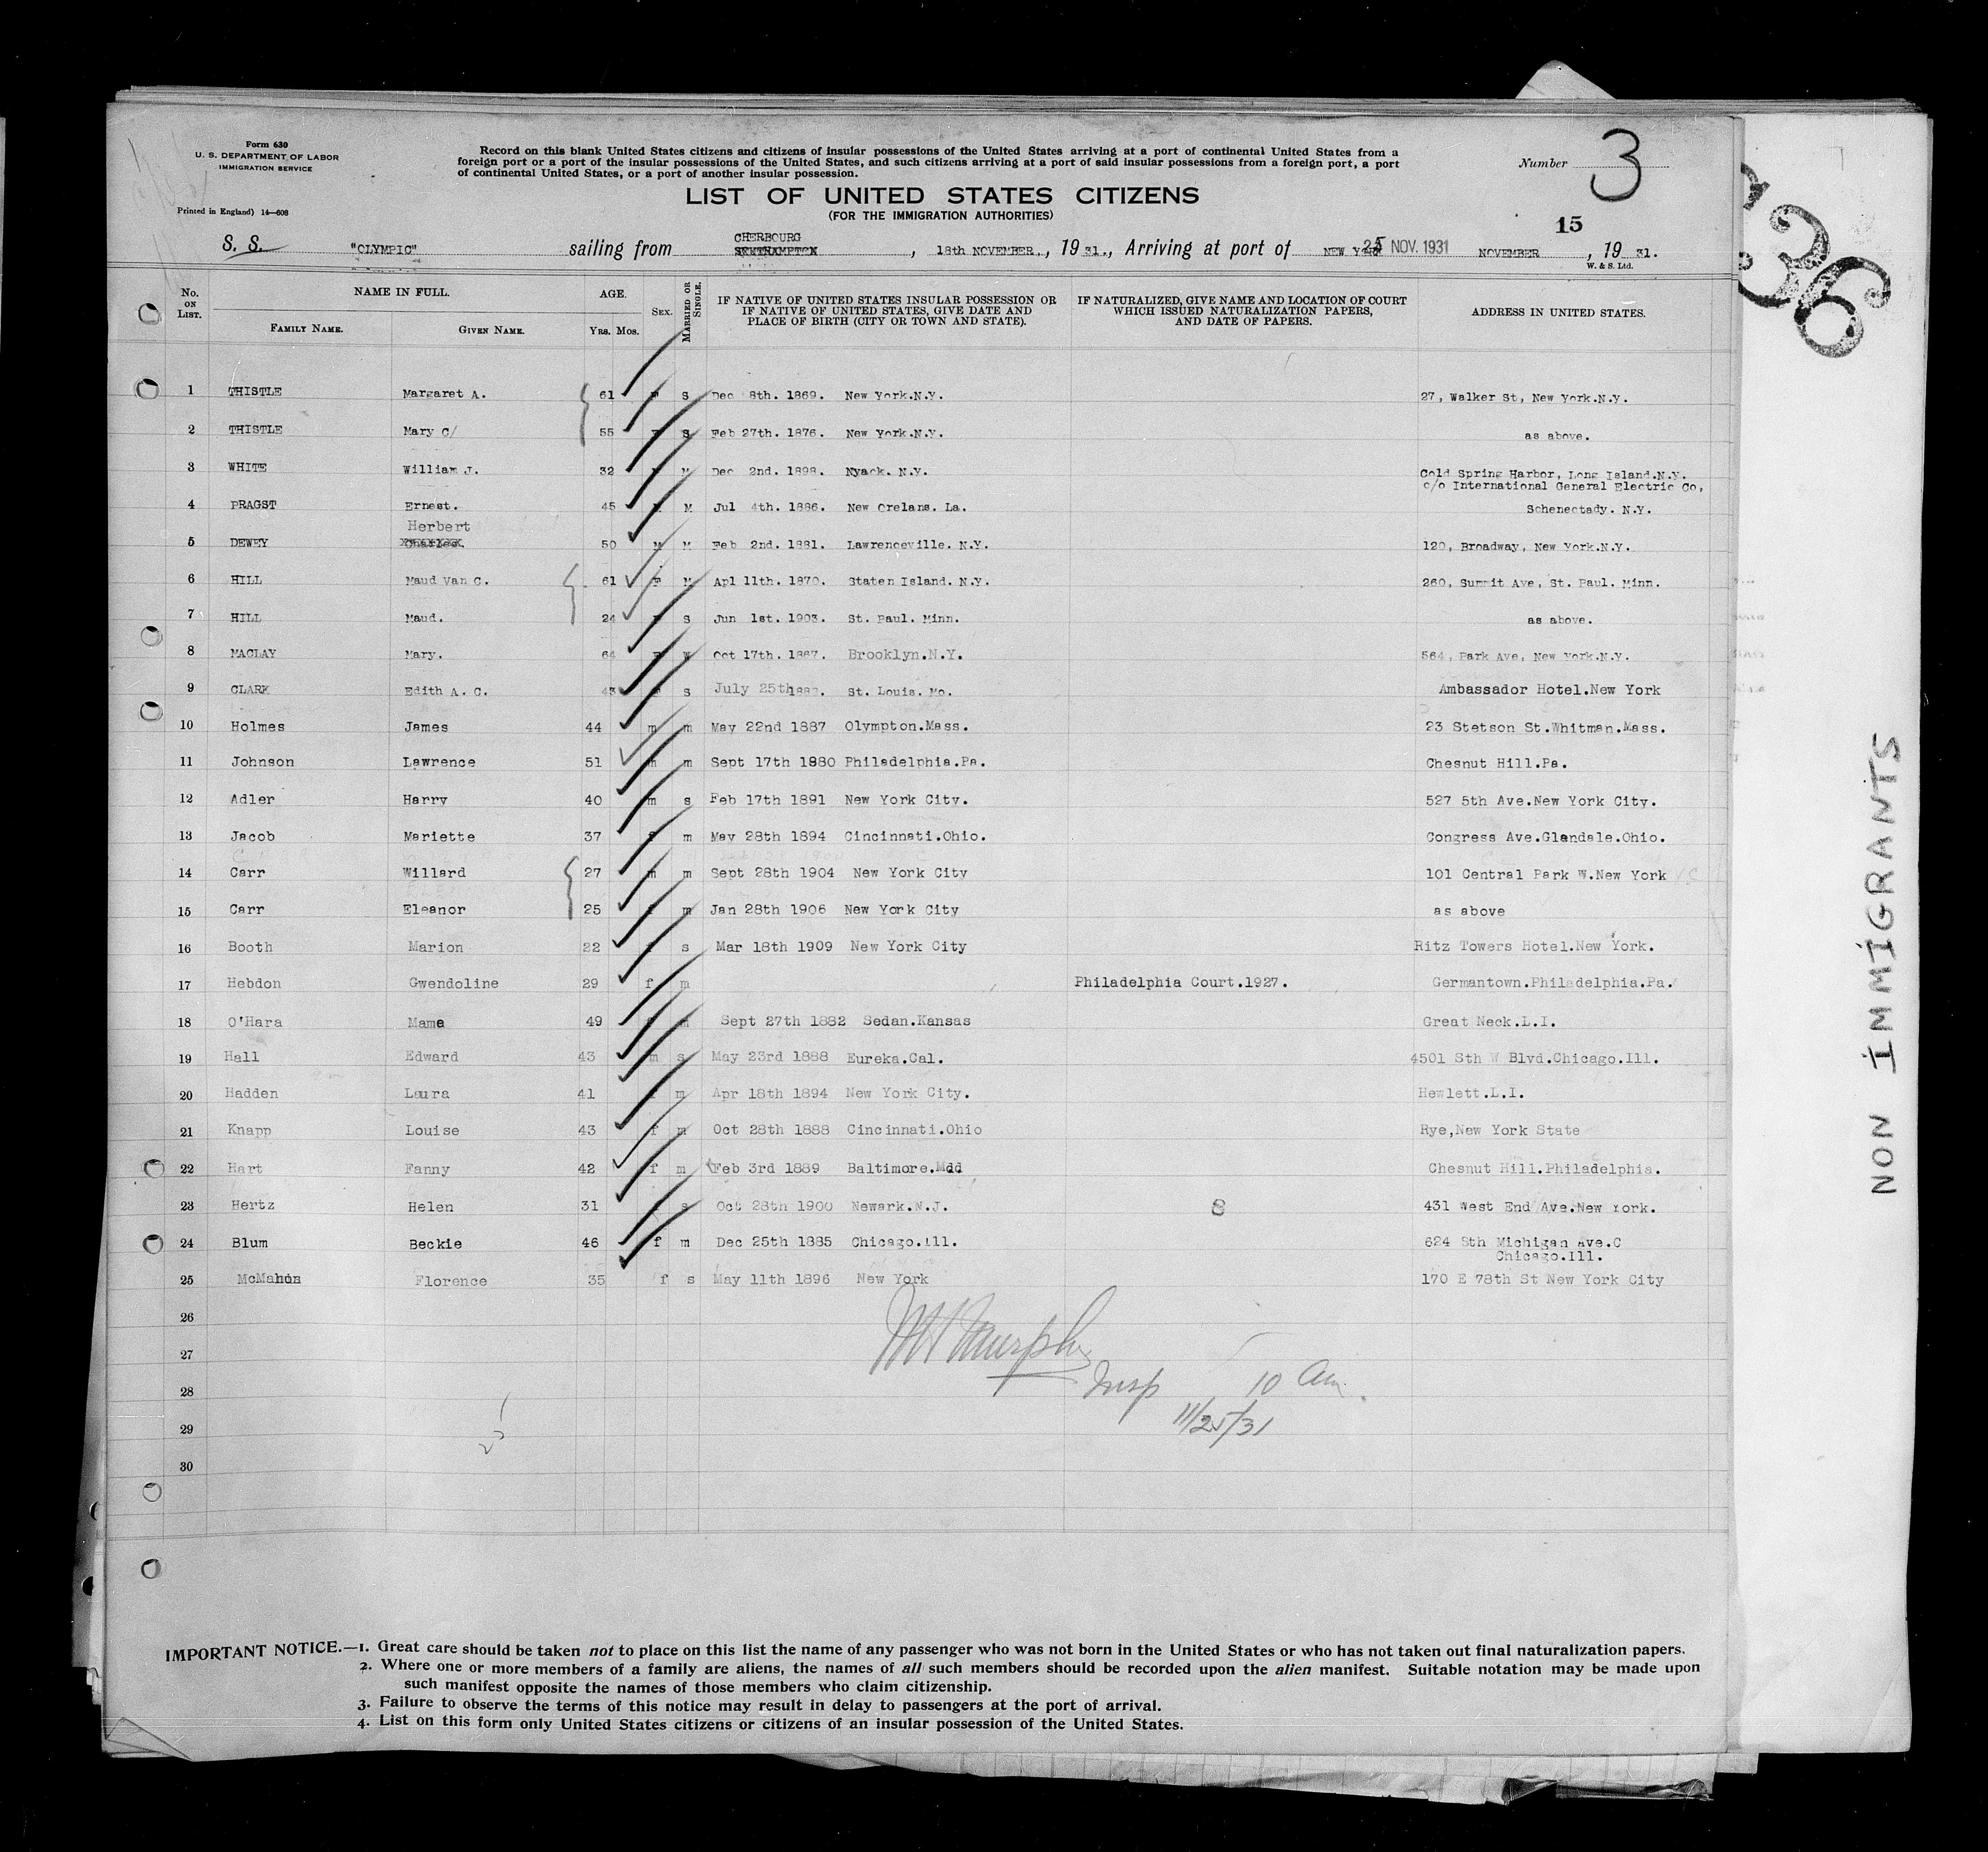 Form 630
U. S. DEPARTMENT OF LABOR
IMMIGRATION SERVICE
Printed in England) 14—608
Record on this blank United States citizens and citizens of insular possessions of the United States arriving at a port of continental United States from a
foreign port or a port of the insular possessions of the United States, and such citizens arriving at a port of said insular possessions from a foreign port, a port
of continental United States, or a port of another insular possession.
Number 3
LIST OF UNITED STATES CITIZENS
(FOR THE IMMIGRATION AUTHORITIES)
15
S. S. "OLYMPIC" sailing from CHERBOURG SOUTHAMPTON, 18th NOVEMBER., 19 31., Arriving at port of NEW YORK 25 NOV. 1931 NOVEMBER, 19 31.
W. & S. Ltd.
No. ON LIST. NAME IN FULL. FAMILY NAME. GIVEN NAME. AGE. YRS. MOS. SEX. MARRIED OR SINGLE. IF NATIVE OF UNITED STATES INSULAR POSSESSION OR IF NATIVE OF UNITED STATES, GIVE DATE AND PLACE OF BIRTH (CITY OR TOWN AND STATE). IF NATURALIZED, GIVE NAME AND LOCATION OF COURT WHICH ISSUED NATURALIZATION PAPERS, AND DATE OF PAPERS. ADDRESS IN UNITED STATES.
1 THISTLE Margaret A. 61 S Dec 8th. 1869. New York.N.Y. 27, Walker St, New York.N.Y.
2 THISTLE Mary C/ 55 S Feb 27th. 1876. New York.N.Y. as above.
3 WHITE William J. 32 M Dec 2nd. 1898. Nyack. N.Y. Cold Spring Harbor, Long Island.N.Y.
c/o International General Electric Co,
4 PRAGST Ernest. 45 M Jul 4th. 1886. New Orelans. La. Schenectady. N.Y.
Herbert
5 DEWEY Charles. 50 M M Feb 2nd. 1881. Lawrenceville. N.Y. 120, Broadway, New York.N.Y.
6 HILL Maud Van C. 61 F M Apl 11th. 1870. Staten Island. N.Y. 260, Summit Ave, St. Paul. Minn.
7 HILL Maud. 24 S Jun 1st. 1903. St. Paul. Minn. as above.
8 MACLAY Mary. 64 F W Oct 17th. 1867. Brooklyn.N.Y. 564, Park Ave, New York.N.Y.
9 CLARK Edith A. C. 43 S July 25th St. Louis. Mo. Ambassador Hotel.New York
10 Holmes James 44 m m May 22nd 1887 Olympton.Mass. 23 Stetson St.Whitman.Mass.
11 Johnson Lawrence 51 m m Sept 17th 1880 Philadelphia.Pa. Chesnut Hill.Pa.
12 Adler Harry 40 m s Feb 17th 1891 New York City. 527 5th Ave.New York City.
13 Jacob Mariette 37 f m May 28th 1894 Cincinnati.Ohio. Congress Ave.Glandale.Ohio.
14 Carr Willard 27 m m Sept 28th 1904 New York City 101 Central Park W.New York
15 Carr Eleanor 25 f m Jan 28th 1906 New York City as above
16 Booth Marion 22 f s Mar 18th 1909 New York City Ritz Towers Hotel.New York.
17 Hebdon Gwendoline 29 f m Philadelphia Court.1927. Germantown.Philadelphia.Pa.
18 O'Hara Mame 49 f m Sept 27th 1882 Sedan.Kansas Great Neck.L.I.
19 Hall Edward 43 m s May 23rd 1888 Eureka.Cal. 4501 Sth W Blvd.Chicago.Ill.
20 Hadden Laura 41 f m Apr 18th 1894 New York City. Hewlett.L.I.
21 Knapp Louise 43 f m Oct 28th 1888 Cincinnati.Ohio Rye,New York State
22 Hart Fanny 42 f m Feb 3rd 1889 Baltimore.Mdd Chesnut Hill.Philadelphia.
23 Hertz Helen 31 f s Oct 28th 1900 Newark.N.J. 8 431 West End Ave.New York.
24 Blum Beckie 46 f m Dec 25th 1885 Chicago.Ill. 624 Sth Michigan Ave.C
Chicago.Ill.
25 McMahon Florence 35 f s May 11th 1896 New York 170 E 78th St New York City
26
27
28
29
30
Murphy
Insp 10 am.
11/25/31
IMPORTANT NOTICE.—1. Great care should be taken not to place on this list the name of any passenger who was not born in the United States or who has not taken out final naturalization papers.
2. Where one or more members of a family are aliens, the names of all such members should be recorded upon the alien manifest. Suitable notation may be made upon
such manifest opposite the names of those members who claim citizenship.
3. Failure to observe the terms of this notice may result in delay to passengers at the port of arrival.
4. List on this form only United States citizens or citizens of an insular possession of the United States.
36
NON IMMIGRANTS